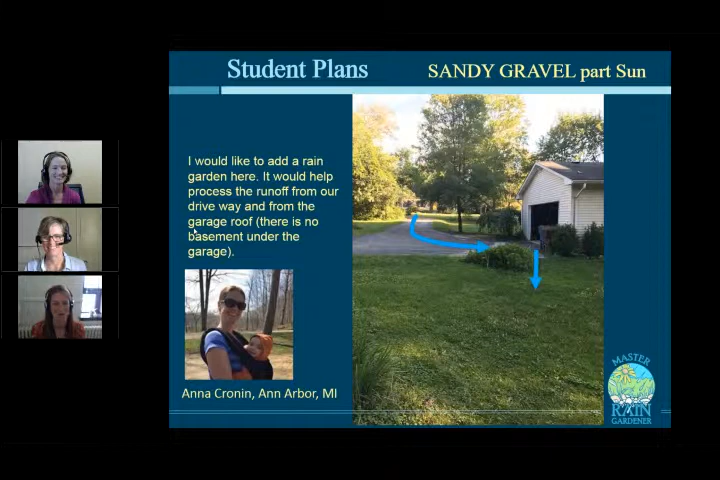 Student Plans
SANDY GRAVEL part Sun
I would like to add a rain
garden here. It would help
process the runoff from our
drive way and from the
garage roof (there is no
basement under the
garage).
Anna Cronin, Ann Arbor, MI
MASTER
RAIN
GARDENER